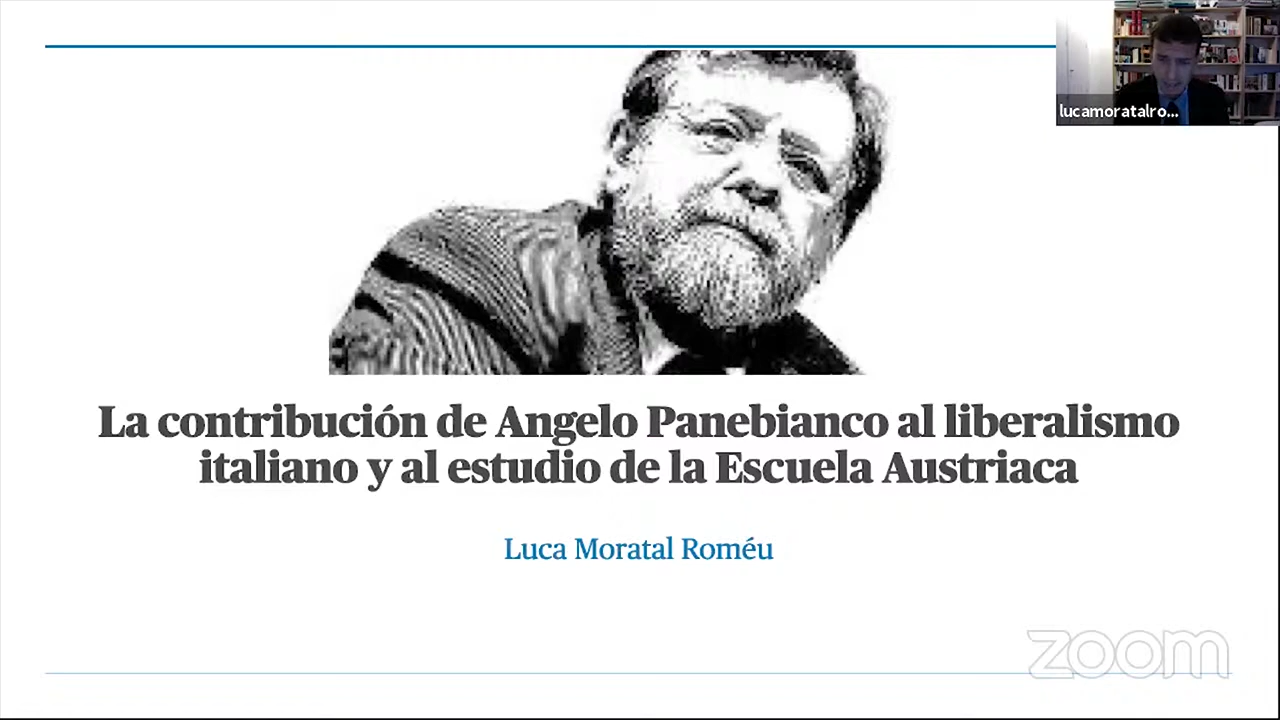 lucamoratalro...
La contribución de Angelo Panebianco al liberalismo
italiano y al estudio de la Escuela Austriaca
Luca Moratal Roméu
zoom